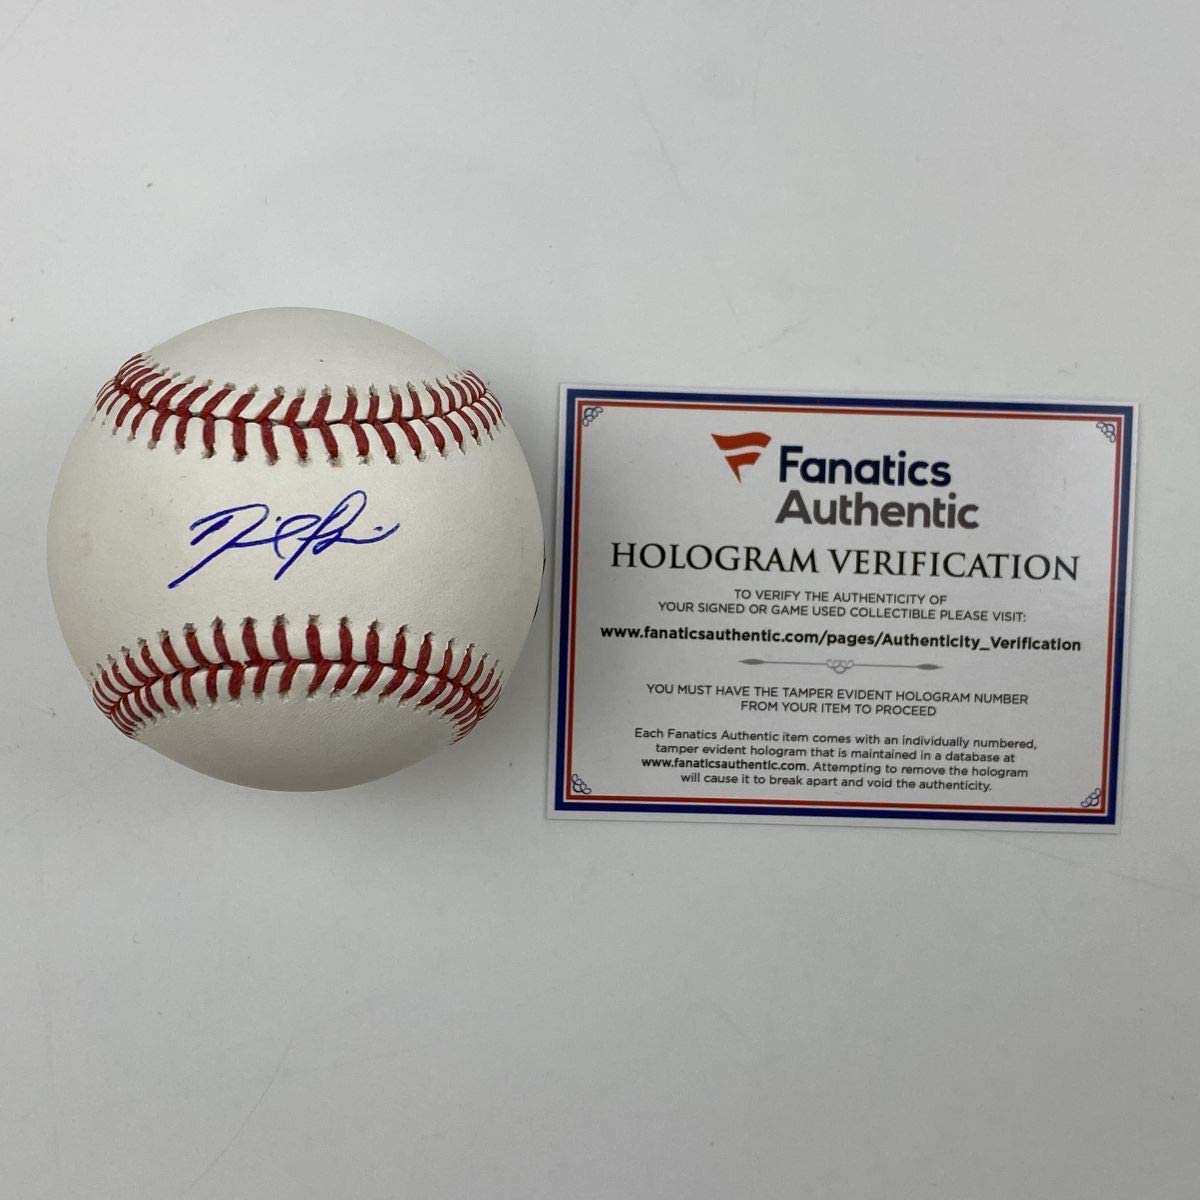 Fanatics
Authentic
HOLOGRAM VERIFICATION
TO VERIFY THE AUTHENTICITY OF
YOUR SIGNED OR GAME USED COLLECTIBLE PLEASE VISIT:
www.fanaticsauthentic.com/pages/Authenticity_Verification
YOU MUST HAVE THE TAMPER EVIDENT HOLOGRAM NUMBER
FROM YOUR ITEM TO PROCEED
Each Fanatics Authentic item comes with an individually numbered,
tamper evident hologram that is maintained in a database at
www.fanaticsauthentic.com. Attempting to remove the hologram
will cause it to break apart and void the authenticity.